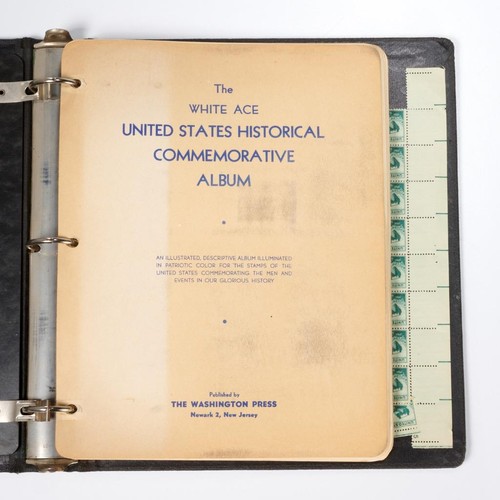 The
WHITE ACE
UNITED STATES HISTORICAL
COMMEMORATIVE
ALBUM
AN ILLUSTRATED, DESCRIPTIVE ALBUM ILLUMINATED
IN PATRIOTIC COLOR FOR THE STAMPS OF THE
UNITED STATES COMMEMORATING THE MEN AND
EVENTS IN OUR GLORIOUS HISTORY
Published by
THE WASHINGTON PRESS
Newark 2, New Jersey